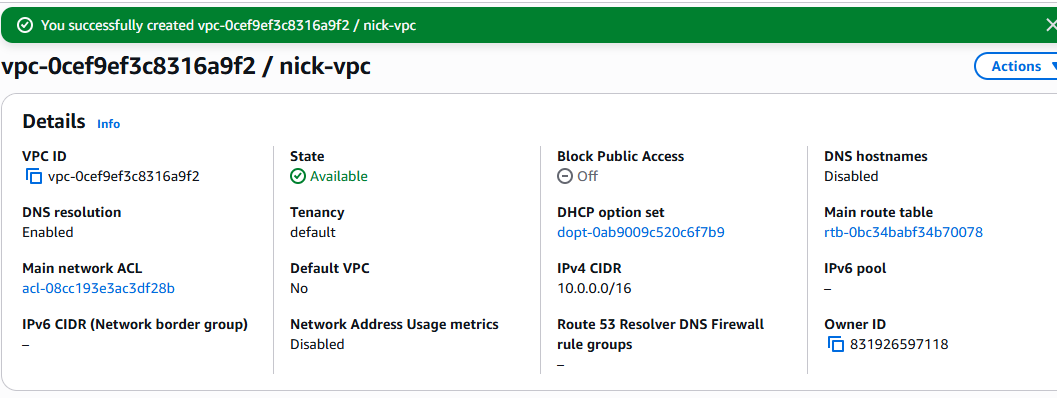 You successfully created vpc-0cef9ef3c8316a9f2 / nick-vpc
vpc-0cef9ef3c8316a9f2 / nick-vpc
Actions
Details Info
VPC ID
vpc-0cef9ef3c8316a9f2
State
Available
Block Public Access
Off
DNS hostnames
Disabled
DNS resolution
Enabled
Tenancy
default
DHCP option set
dopt-0ab9009c520c6f7b9
Main route table
rtb-0bc34babf34b70078
Main network ACL
acl-08cc193e3ac3df28b
Default VPC
No
IPv4 CIDR
10.0.0.0/16
IPv6 pool
–
IPv6 CIDR (Network border group)
–
Network Address Usage metrics
Disabled
Route 53 Resolver DNS Firewall
rule groups
–
Owner ID
831926597118